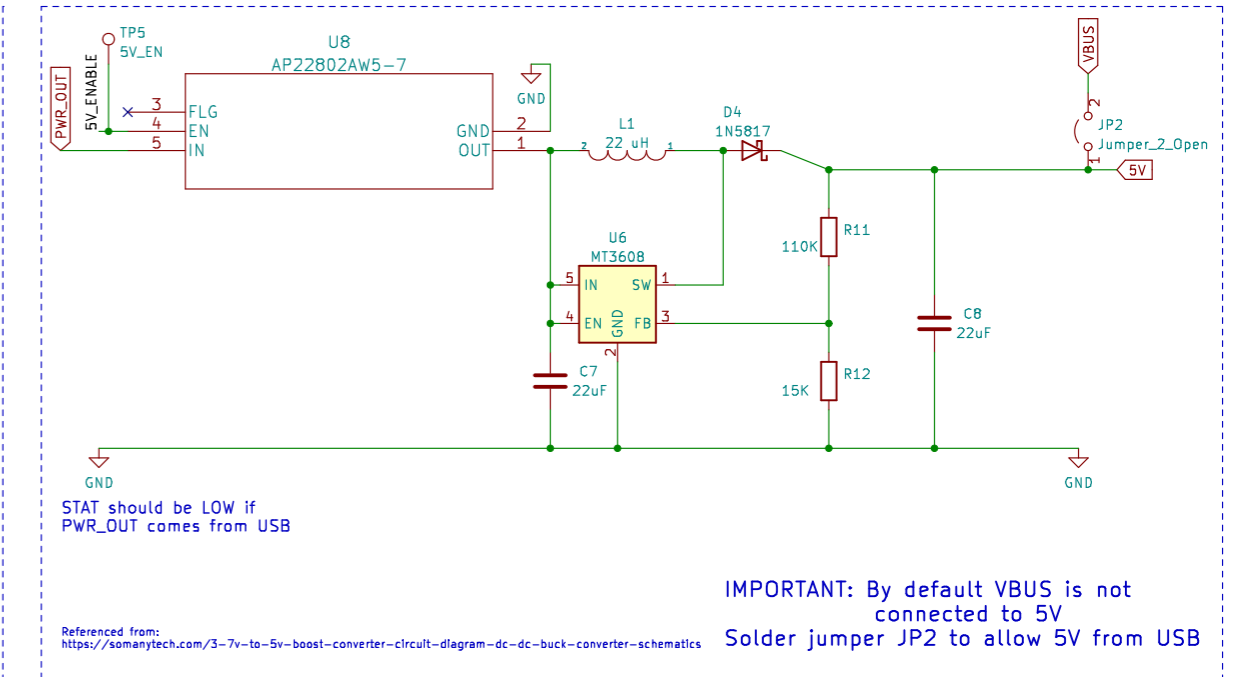 TP5
5V_EN
5V_ENABLE
PWR_OUT
U8
AP22802AW5-7
3
FLG
4
EN
5
IN
GND
2
OUT
1
GND
L1
22 uH
2
1
D4
1N5817
VBUS
2
JP2
Jumper_2_Open
1
5V
U6
MT3608
5
IN
SW
1
4
EN
GND
FB
3
2
R11
110K
R12
15K
C7
22uF
C8
22uF
GND
GND
STAT should be LOW if
PWR_OUT comes from USB
IMPORTANT: By default VBUS is not
connected to 5V
Solder jumper JP2 to allow 5V from USB
Referenced from:
https://somanytech.com/3-7v-to-5v-boost-converter-circuit-diagram-dc-dc-buck-converter-schematics